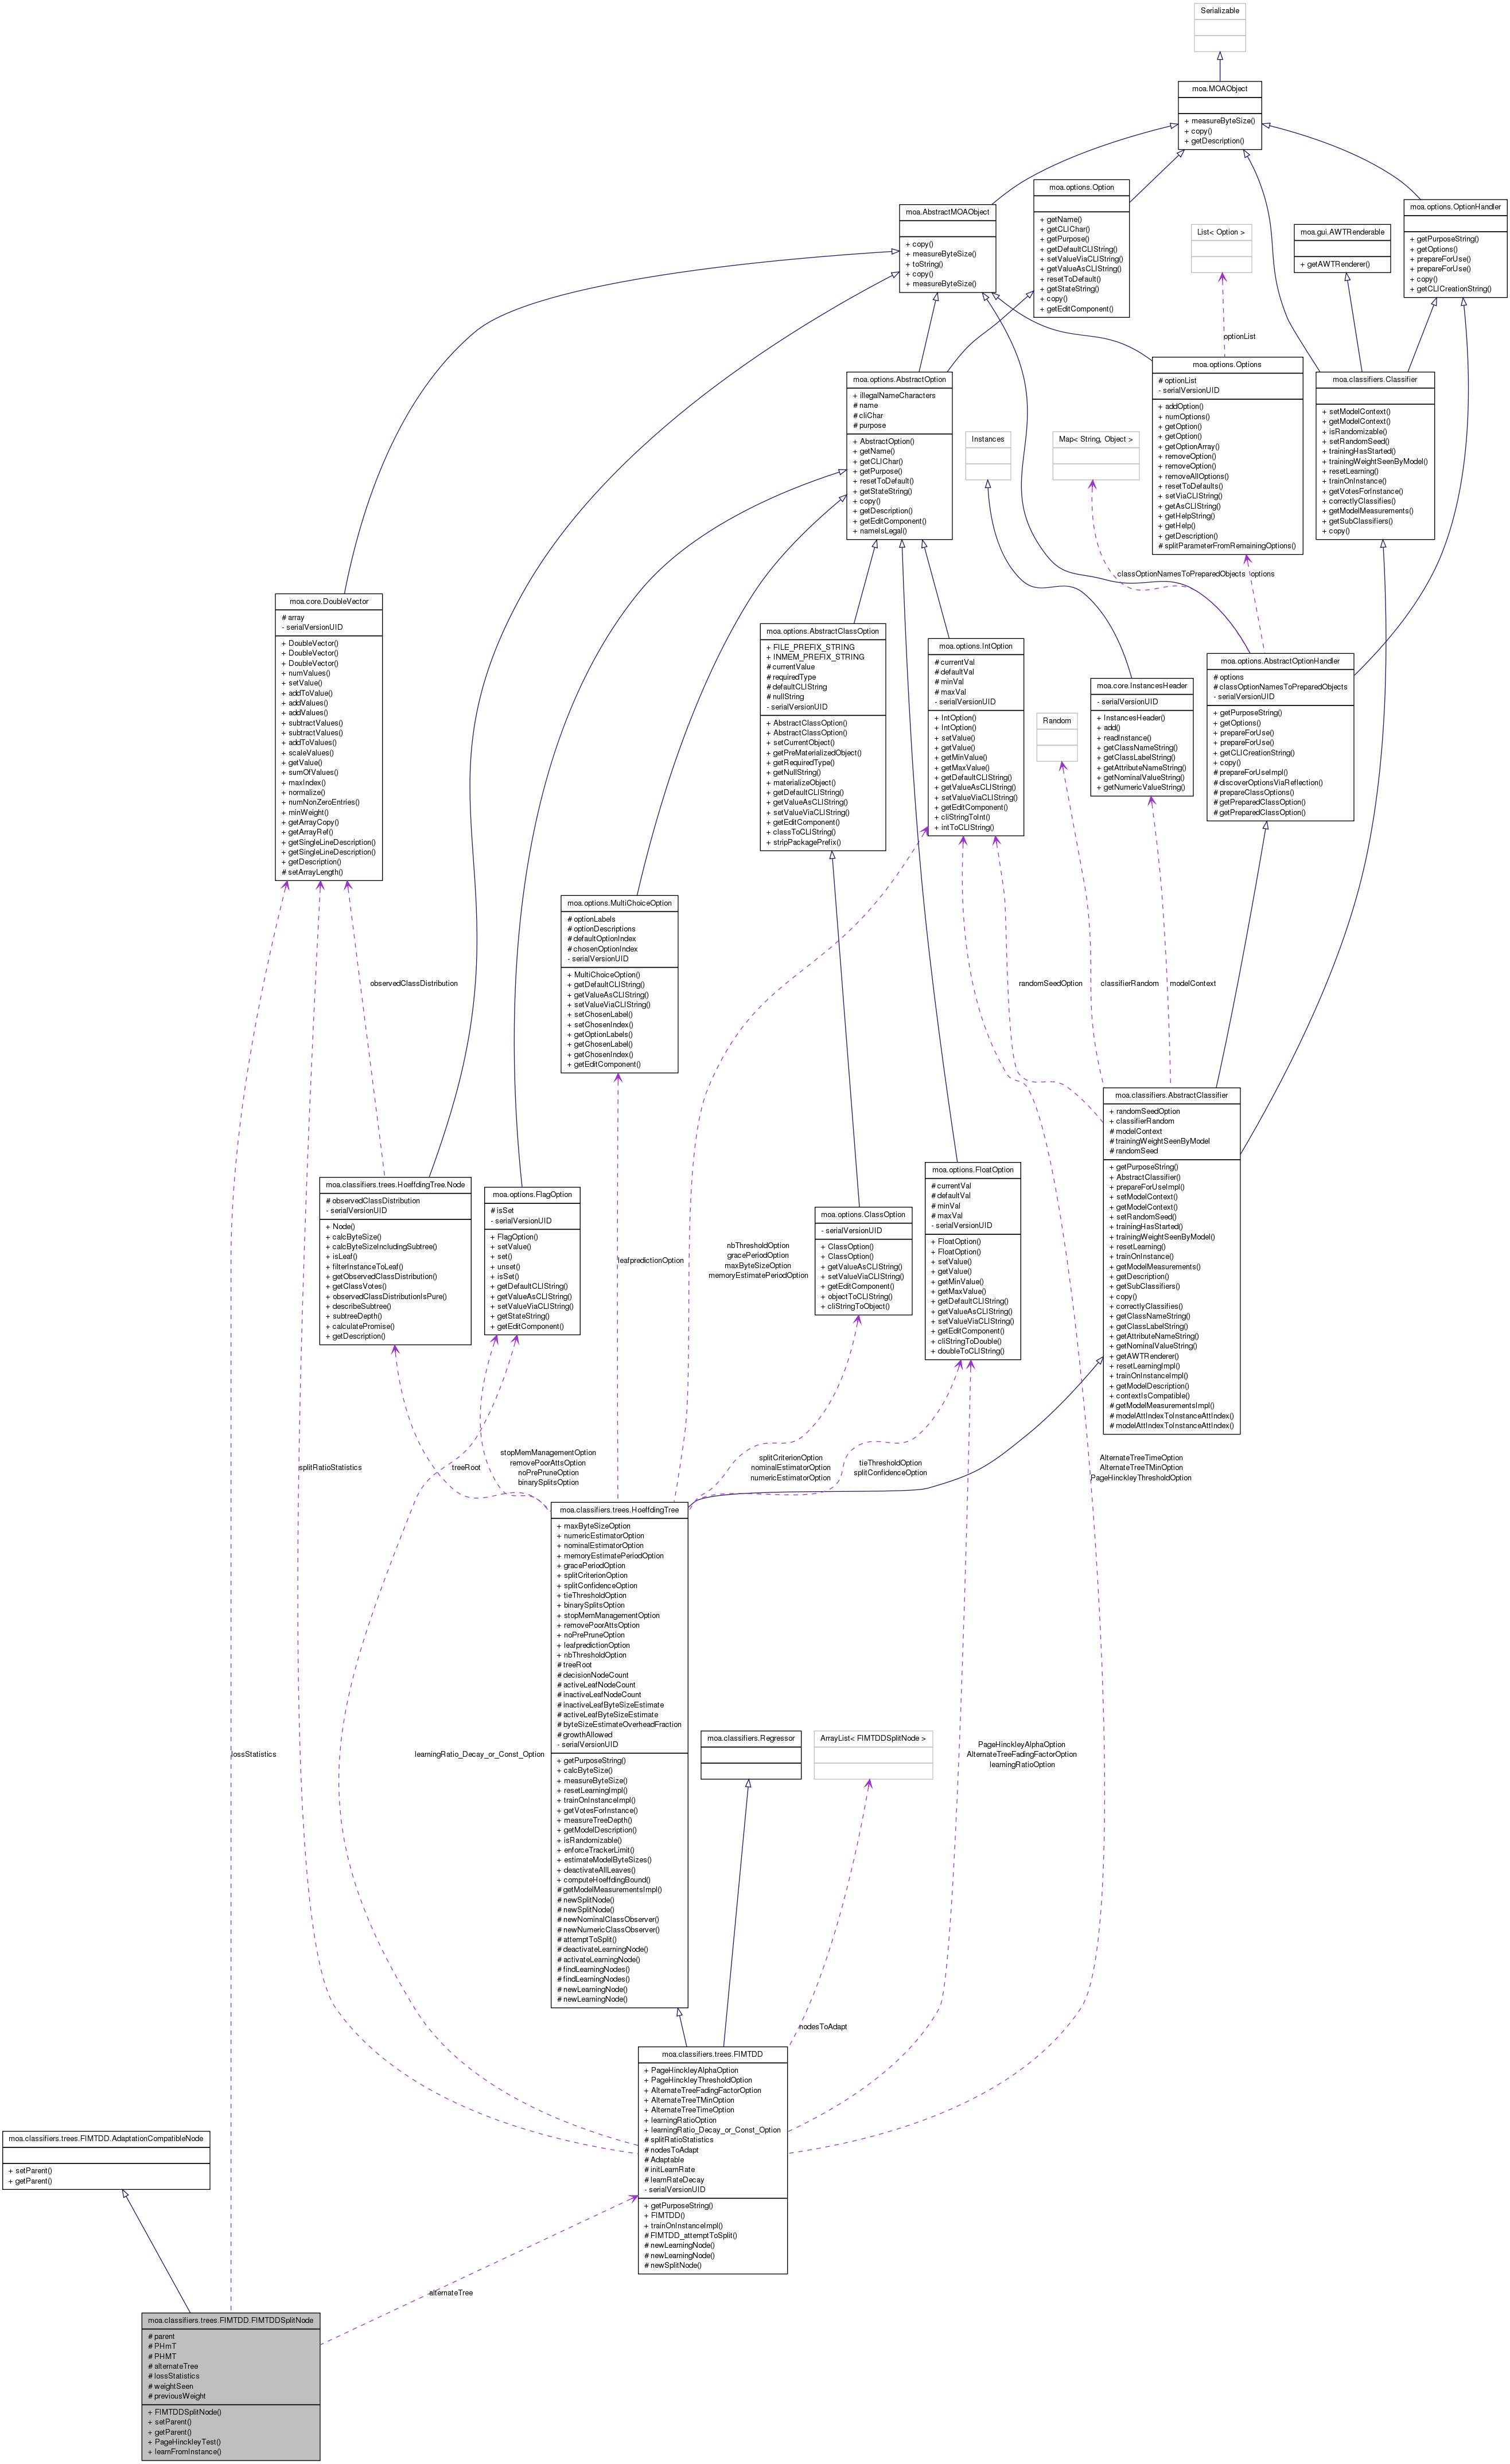 Serializable
moa.MOAObject
+ measureByteSize()
+ copy()
+ getDescription()
moa.options.Option
+ getName()
+ getCLIChar()
+ getPurpose()
+ getDefaultCLIString()
+ setValueViaCLIString()
+ getValueAsCLIString()
+ resetToDefault()
+ getStateString()
+ copy()
+ getEditComponent()
moa.AbstractMOAObject
+ copy()
+ measureByteSize()
+ toString()
+ copy()
+ measureByteSize()
List< Option >
moa.gui.AWTRenderable
+ getAWTRenderer()
moa.options.OptionHandler
+ getPurposeString()
+ getOptions()
+ prepareForUse()
+ prepareForUse()
+ copy()
+ getCLICreationString()
optionList
moa.options.AbstractOption
+ illegalNameCharacters
# name
# cliChar
# purpose
+ AbstractOption()
+ getName()
+ getCLIChar()
+ getPurpose()
+ resetToDefault()
+ getStateString()
+ copy()
+ getDescription()
+ getEditComponent()
+ nameIsLegal()
Instances
Map< String, Object >
moa.options.Options
# optionList
- serialVersionUID
+ addOption()
+ numOptions()
+ getOption()
+ getOption()
+ getOptionArray()
+ removeOption()
+ removeOption()
+ removeAllOptions()
+ resetToDefaults()
+ setViaCLIString()
+ getAsCLIString()
+ getHelpString()
+ getHelp()
+ getDescription()
# splitParameterFromRemainingOptions()
moa.classifiers.Classifier
+ setModelContext()
+ getModelContext()
+ isRandomizable()
+ setRandomSeed()
+ trainingHasStarted()
+ trainingWeightSeenByModel()
+ resetLearning()
+ trainOnInstance()
+ getVotesForInstance()
+ correctlyClassifies()
+ getModelMeasurements()
+ getSubClassifiers()
+ copy()
classOptionNamesToPreparedObjects
options
moa.core.DoubleVector
# array
- serialVersionUID
+ DoubleVector()
+ DoubleVector()
+ DoubleVector()
+ numValues()
+ setValue()
+ addToValue()
+ addValues()
+ addValues()
+ subtractValues()
+ subtractValues()
+ addToValues()
+ scaleValues()
+ getValue()
+ sumOfValues()
+ maxIndex()
+ normalize()
+ numNonZeroEntries()
+ minWeight()
+ getArrayCopy()
+ getArrayRef()
+ getSingleLineDescription()
+ getSingleLineDescription()
+ getDescription()
# setArrayLength()
moa.options.AbstractClassOption
+ FILE_PREFIX_STRING
+ INMEM_PREFIX_STRING
# currentValue
# requiredType
# defaultCLIString
# nullString
- serialVersionUID
+ AbstractClassOption()
+ AbstractClassOption()
+ setCurrentObject()
+ getPreMaterializedObject()
+ getRequiredType()
+ getNullString()
+ materializeObject()
+ getDefaultCLIString()
+ getValueAsCLIString()
+ setValueViaCLIString()
+ getEditComponent()
+ classToCLIString()
+ stripPackagePrefix()
moa.options.IntOption
# currentVal
# defaultVal
# minVal
# maxVal
- serialVersionUID
+ IntOption()
+ IntOption()
+ setValue()
+ getValue()
+ getMinValue()
+ getMaxValue()
+ getDefaultCLIString()
+ getValueAsCLIString()
+ setValueViaCLIString()
+ getEditComponent()
+ cliStringToInt()
+ intToCLIString()
Random
moa.core.InstancesHeader
- serialVersionUID
+ InstancesHeader()
+ add()
+ readInstance()
+ getClassNameString()
+ getClassLabelString()
+ getAttributeNameString()
+ getNominalValueString()
+ getNumericValueString()
moa.options.AbstractOptionHandler
# options
# classOptionNamesToPreparedObjects
- serialVersionUID
+ getPurposeString()
+ getOptions()
+ prepareForUse()
+ prepareForUse()
+ getCLICreationString()
+ copy()
# prepareForUseImpl()
# discoverOptionsViaReflection()
# prepareClassOptions()
# getPreparedClassOption()
# getPreparedClassOption()
moa.options.MultiChoiceOption
# optionLabels
# optionDescriptions
# defaultOptionIndex
# chosenOptionIndex
- serialVersionUID
+ MultiChoiceOption()
+ getDefaultCLIString()
+ getValueAsCLIString()
+ setValueViaCLIString()
+ setChosenLabel()
+ setChosenIndex()
+ getOptionLabels()
+ getChosenLabel()
+ getChosenIndex()
+ getEditComponent()
observedClassDistribution
randomSeedOption
classifierRandom
modelContext
moa.classifiers.AbstractClassifier
+ randomSeedOption
+ classifierRandom
# modelContext
# trainingWeightSeenByModel
# randomSeed
+ getPurposeString()
+ AbstractClassifier()
+ prepareForUseImpl()
+ setModelContext()
+ getModelContext()
+ setRandomSeed()
+ trainingHasStarted()
+ trainingWeightSeenByModel()
+ resetLearning()
+ trainOnInstance()
+ getModelMeasurements()
+ getDescription()
+ getSubClassifiers()
+ copy()
+ correctlyClassifies()
+ getClassNameString()
+ getClassLabelString()
+ getAttributeNameString()
+ getNominalValueString()
+ getAWTRenderer()
+ resetLearningImpl()
+ trainOnInstanceImpl()
+ getModelDescription()
+ contextIsCompatible()
# getModelMeasurementsImpl()
# modelAttIndexToInstanceAttIndex()
# modelAttIndexToInstanceAttIndex()
moa.classifiers.trees.HoeffdingTree.Node
# observedClassDistribution
- serialVersionUID
+ Node()
+ calcByteSize()
+ calcByteSizeIncludingSubtree()
+ isLeaf()
+ filterInstanceToLeaf()
+ getObservedClassDistribution()
+ getClassVotes()
+ observedClassDistributionIsPure()
+ describeSubtree()
+ subtreeDepth()
+ calculatePromise()
+ getDescription()
moa.options.FlagOption
# isSet
- serialVersionUID
+ FlagOption()
+ setValue()
+ set()
+ unset()
+ isSet()
+ getDefaultCLIString()
+ getValueAsCLIString()
+ setValueViaCLIString()
+ getStateString()
+ getEditComponent()
leafpredictionOption
nbThresholdOption
gracePeriodOption
maxByteSizeOption
memoryEstimatePeriodOption
moa.options.ClassOption
- serialVersionUID
+ ClassOption()
+ ClassOption()
+ getValueAsCLIString()
+ setValueViaCLIString()
+ getEditComponent()
+ objectToCLIString()
+ cliStringToObject()
moa.options.FloatOption
# currentVal
# defaultVal
# minVal
# maxVal
- serialVersionUID
+ FloatOption()
+ FloatOption()
+ setValue()
+ getValue()
+ getMinValue()
+ getMaxValue()
+ getDefaultCLIString()
+ getValueAsCLIString()
+ setValueViaCLIString()
+ getEditComponent()
+ cliStringToDouble()
+ doubleToCLIString()
splitRatioStatistics
treeRoot
stopMemManagementOption
removePoorAttsOption
noPrePruneOption
binarySplitsOption
splitCriterionOption
nominalEstimatorOption
numericEstimatorOption
tieThresholdOption
splitConfidenceOption
AlternateTreeTimeOption
AlternateTreeTMinOption
PageHinckleyThresholdOption
moa.classifiers.trees.HoeffdingTree
+ maxByteSizeOption
+ numericEstimatorOption
+ nominalEstimatorOption
+ memoryEstimatePeriodOption
+ gracePeriodOption
+ splitCriterionOption
+ splitConfidenceOption
+ tieThresholdOption
+ binarySplitsOption
+ stopMemManagementOption
+ removePoorAttsOption
+ noPrePruneOption
+ leafpredictionOption
+ nbThresholdOption
# treeRoot
# decisionNodeCount
# activeLeafNodeCount
# inactiveLeafNodeCount
# inactiveLeafByteSizeEstimate
# activeLeafByteSizeEstimate
# byteSizeEstimateOverheadFraction
# growthAllowed
- serialVersionUID
+ getPurposeString()
+ calcByteSize()
+ measureByteSize()
+ resetLearningImpl()
+ trainOnInstanceImpl()
+ getVotesForInstance()
+ measureTreeDepth()
+ getModelDescription()
+ isRandomizable()
+ enforceTrackerLimit()
+ estimateModelByteSizes()
+ deactivateAllLeaves()
+ computeHoeffdingBound()
# getModelMeasurementsImpl()
# newSplitNode()
# newSplitNode()
# newNominalClassObserver()
# newNumericClassObserver()
# attemptToSplit()
# deactivateLearningNode()
# activateLearningNode()
# findLearningNodes()
# findLearningNodes()
# newLearningNode()
# newLearningNode()
lossStatistics
learningRatio_Decay_or_Const_Option
moa.classifiers.Regressor
ArrayList< FIMTDDSplitNode >
PageHinckleyAlphaOption
AlternateTreeFadingFactorOption
learningRatioOption
nodesToAdapt
moa.classifiers.trees.FIMTDD
+ PageHinckleyAlphaOption
+ PageHinckleyThresholdOption
+ AlternateTreeFadingFactorOption
+ AlternateTreeTMinOption
+ AlternateTreeTimeOption
+ learningRatioOption
+ learningRatio_Decay_or_Const_Option
# splitRatioStatistics
# nodesToAdapt
# Adaptable
# initLearnRate
# learnRateDecay
- serialVersionUID
+ getPurposeString()
+ FIMTDD()
+ trainOnInstanceImpl()
# FIMTDD_attemptToSplit()
# newLearningNode()
# newLearningNode()
# newSplitNode()
moa.classifiers.trees.FIMTDD.AdaptationCompatibleNode
+ setParent()
+ getParent()
alternateTree
moa.classifiers.trees.FIMTDD.FIMTDDSplitNode
# parent
# PHmT
# PHMT
# alternateTree
# lossStatistics
# weightSeen
# previousWeight
+ FIMTDDSplitNode()
+ setParent()
+ getParent()
+ PageHinckleyTest()
+ learnFromInstance()